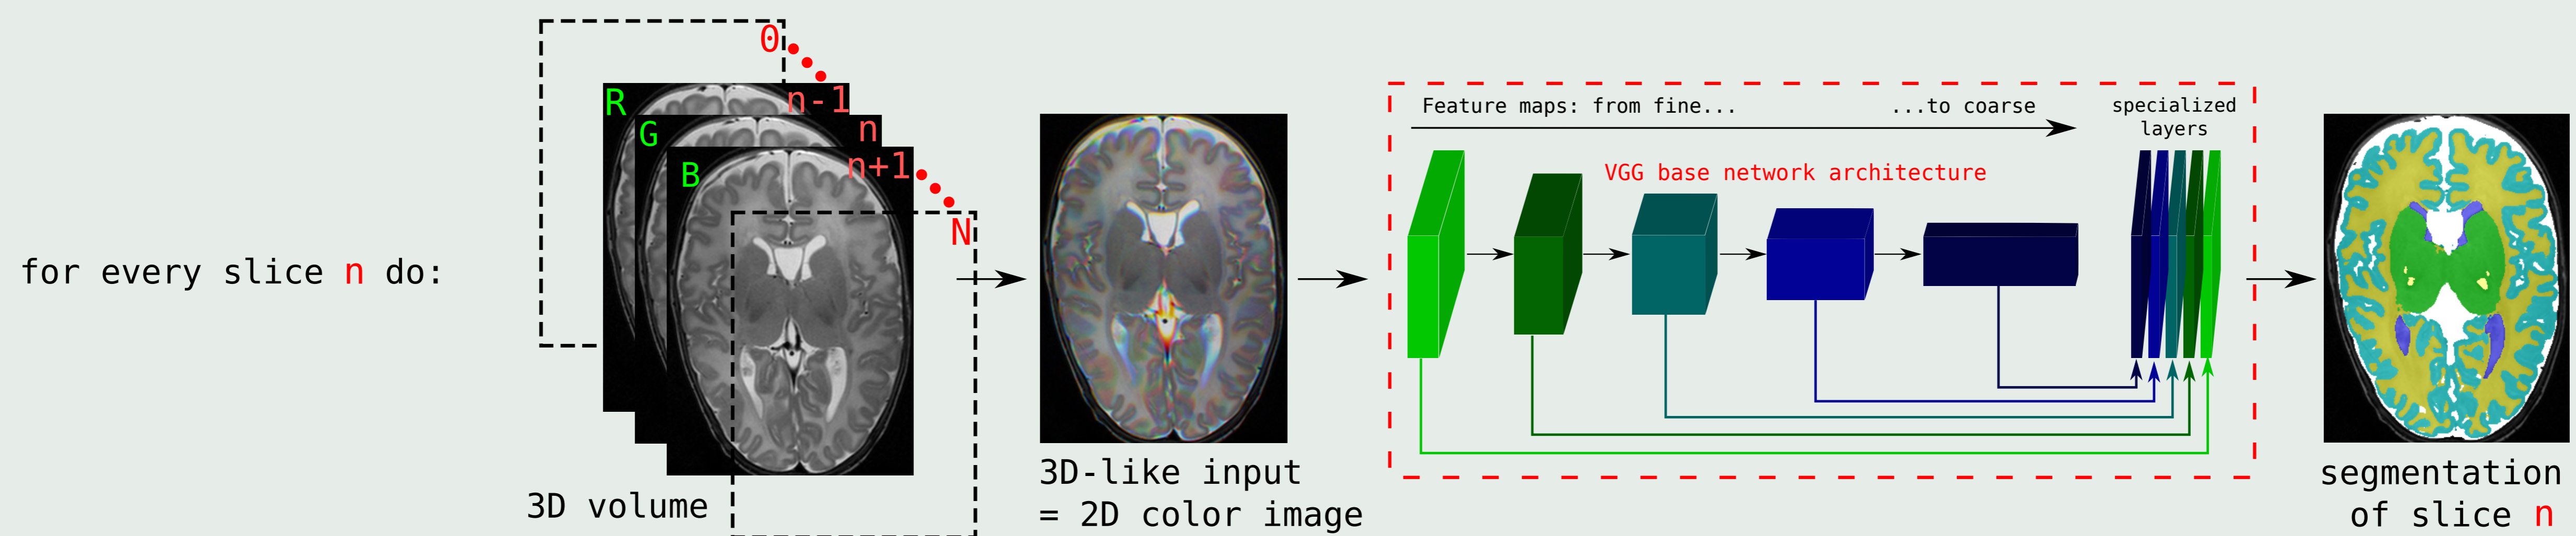 for every slice n do:
0
R
n-1
G
n
B
n+1
N
3D volume
3D-like input
= 2D color image
Feature maps: from fine...
...to coarse
specialized
layers
VGG base network architecture
segmentation
of slice n